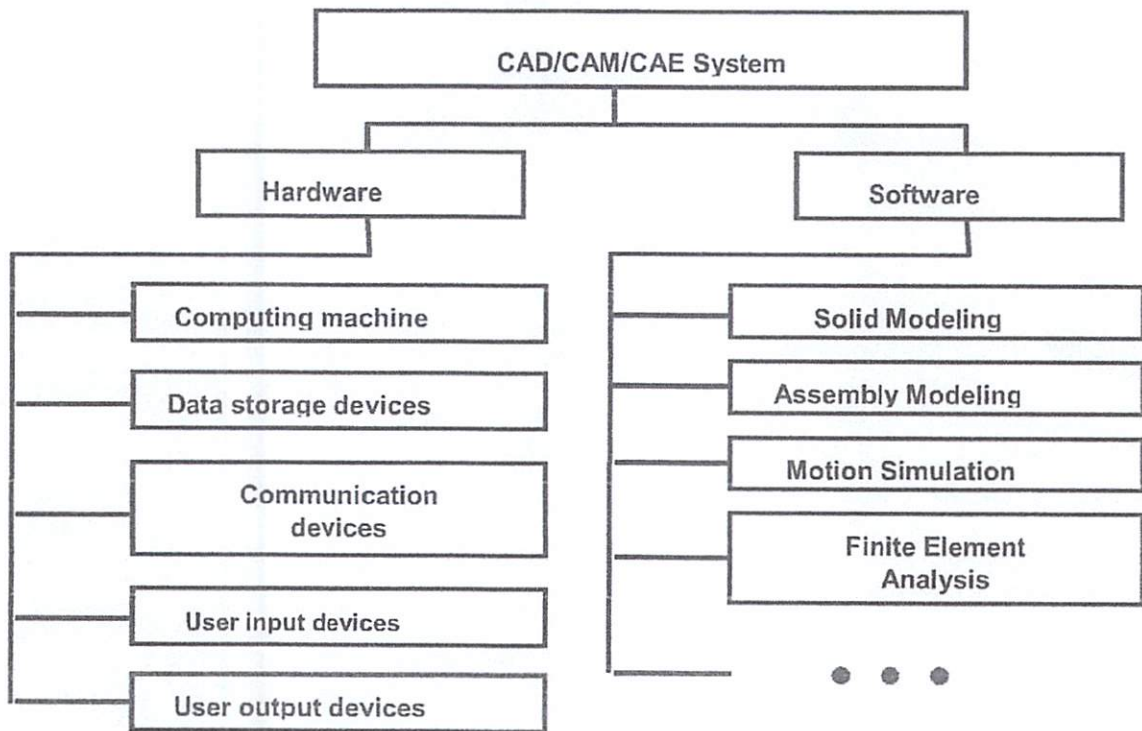 CAD/CAM/CAE System
Hardware
Software
Computing machine
Data storage devices
Communication
devices
User input devices
User output devices
Solid Modeling
Assembly Modeling
Motion Simulation
Finite Element
Analysis